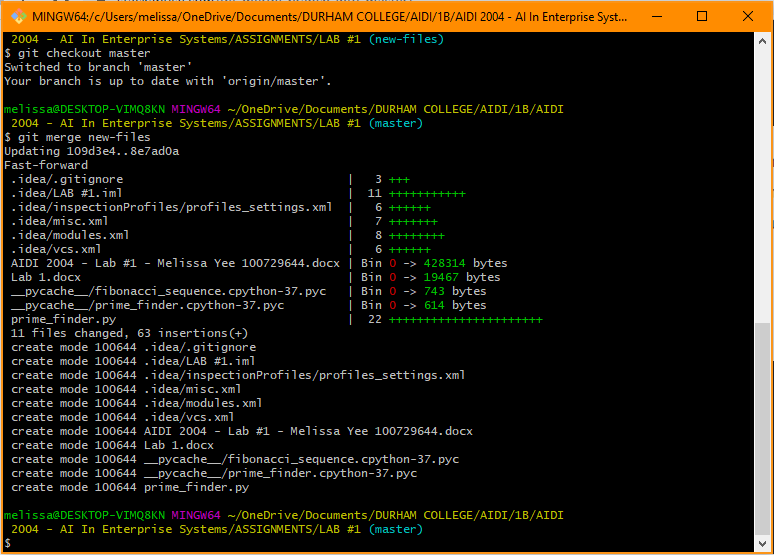 MINGW64:/c/Users/melissa/OneDrive/Documents/DURHAM COLLEGE/AIDI/1B/AIDI 2004 - AI In Enterprise Syst...
2004 - AI In Enterprise Systems/ASSIGNMENTS/LAB #1 (new-files)
$ git checkout master
Switched to branch 'master'
Your branch is up to date with 'origin/master'.
melissa@DESKTOP-VIMQ8KN MINGW64 ~/OneDrive/Documents/DURHAM COLLEGE/AIDI/1B/AIDI
2004 - AI In Enterprise Systems/ASSIGNMENTS/LAB #1 (master)
$ git merge new-files
Updating 109d3e4..8e7ad0a
Fast-forward
.idea/.gitignore | 3 +++
.idea/LAB #1.iml | 11 +++++++++++
.idea/inspectionProfiles/profiles_settings.xml | 6 ++++++
.idea/misc.xml | 7 +++++++
.idea/modules.xml | 8 ++++++++
.idea/vcs.xml | 6 ++++++
AIDI 2004 - Lab #1 - Melissa Yee 100729644.docx | Bin 0 -> 428314 bytes
Lab 1.docx | Bin 0 -> 19467 bytes
__pycache__/fibonacci_sequence.cpython-37.pyc | Bin 0 -> 743 bytes
__pycache__/prime_finder.cpython-37.pyc | Bin 0 -> 614 bytes
prime_finder.py | 22 ++++++++++++++++++++++
11 files changed, 63 insertions(+)
create mode 100644 .idea/.gitignore
create mode 100644 .idea/LAB #1.iml
create mode 100644 .idea/inspectionProfiles/profiles_settings.xml
create mode 100644 .idea/misc.xml
create mode 100644 .idea/modules.xml
create mode 100644 .idea/vcs.xml
create mode 100644 AIDI 2004 - Lab #1 - Melissa Yee 100729644.docx
create mode 100644 Lab 1.docx
create mode 100644 __pycache__/fibonacci_sequence.cpython-37.pyc
create mode 100644 __pycache__/prime_finder.cpython-37.pyc
create mode 100644 prime_finder.py
melissa@DESKTOP-VIMQ8KN MINGW64 ~/OneDrive/Documents/DURHAM COLLEGE/AIDI/1B/AIDI
2004 - AI In Enterprise Systems/ASSIGNMENTS/LAB #1 (master)
$